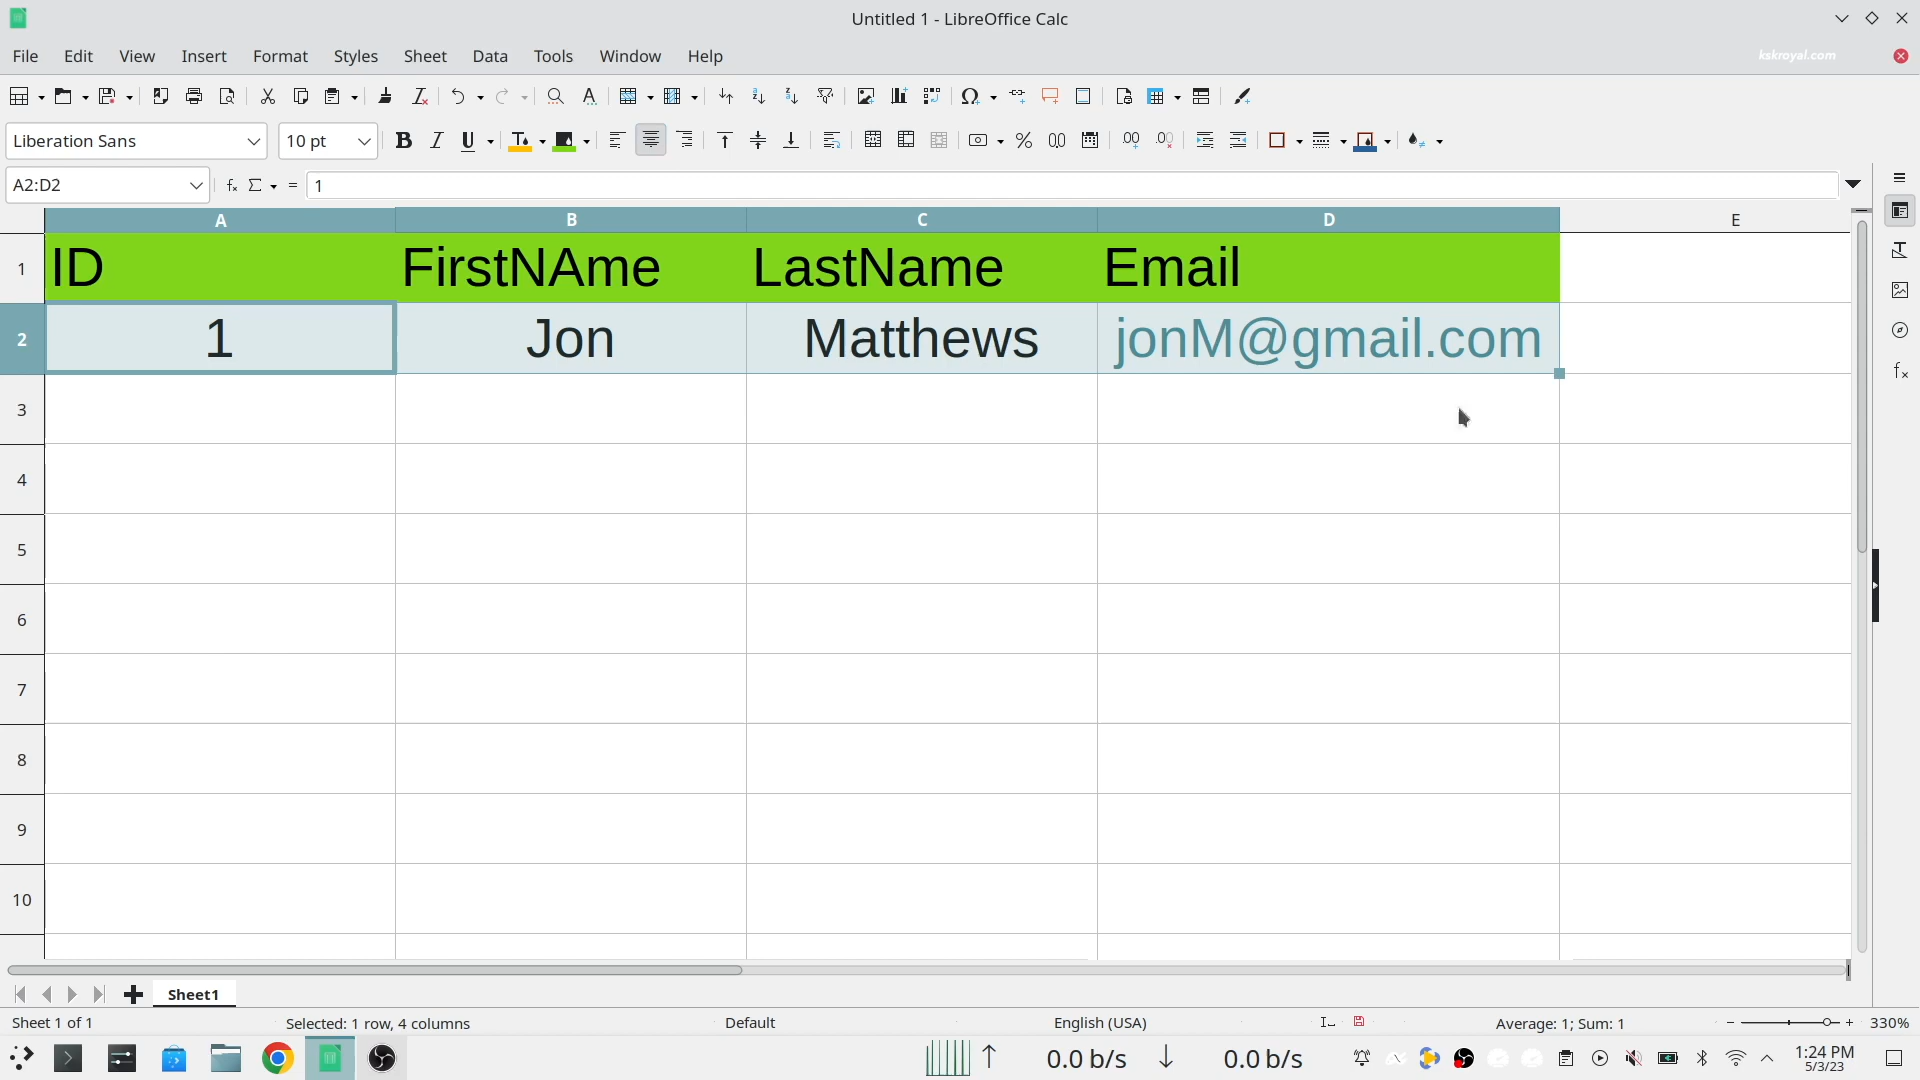 Untitled 1 - LibreOffice Calc
File Edit View Insert Format Styles Sheet Data Tools Window Help
kskroyal.com
Liberation Sans 10 pt
A2:D2 1
A B C D E
1 ID FirstNAme LastName Email
2 1 Jon Matthews jonM@gmail.com
3
4
5
6
7
8
9
10
Sheet1
Sheet 1 of 1 Selected: 1 row, 4 columns Default English (USA) Average: 1; Sum: 1 330%
0.0 b/s 0.0 b/s 1:24 PM
5/3/23